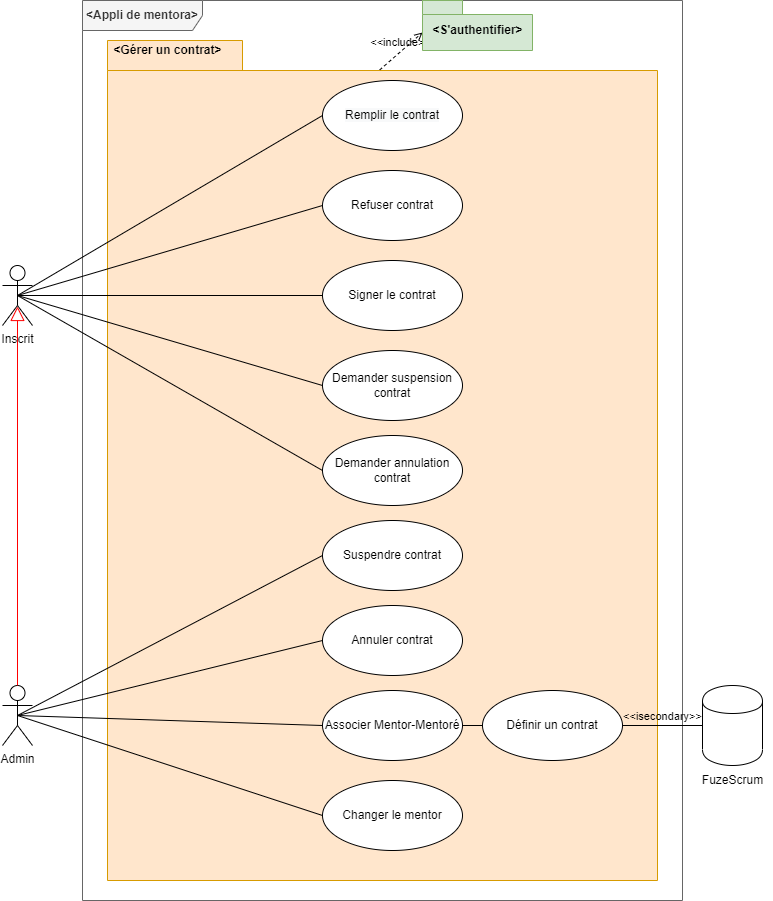 <Appli de mentora>
<S'authentifier>
<<include>
<Gérer un contrat>
Remplir le contrat
Refuser contrat
Signer le contrat
Inscrit
Demander suspension
contrat
Demander annulation
contrat
Suspendre contrat
Annuler contrat
Associer Mentor-Mentoré
Définir un contrat
<<isecondary>>
Admin
FuzeScrum
Changer le mentor